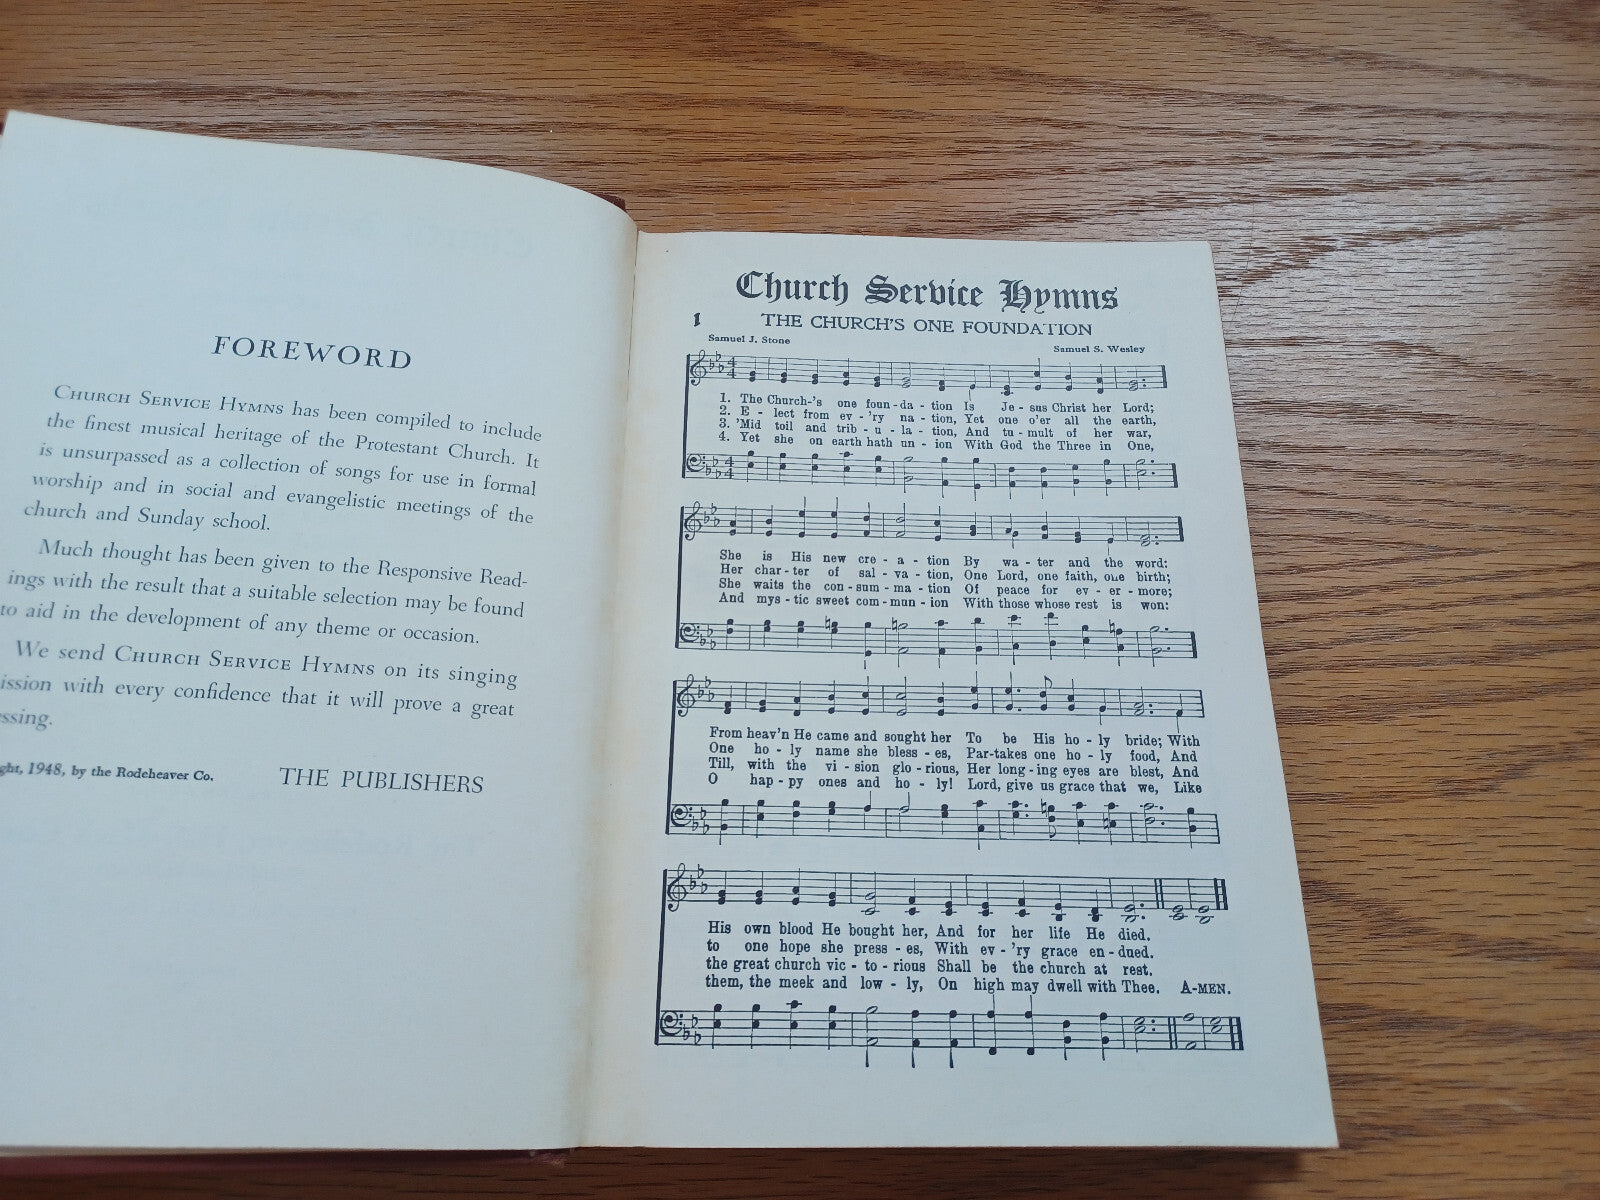 FOREWORD
CHURCH SERVICE HYMNS has been compiled to include
the finest musical heritage of the Protestant Church. It
is unsurpassed as a collection of songs for use in formal
worship and in social and evangelistic meetings of the
church and Sunday school.
Much thought has been given to the Responsive Read-
ings with the result that a suitable selection may be found
to aid in the development of any theme or occasion.
We send CHURCH SERVICE HYMNS on its singing
ission with every confidence that it will prove a great
ssing.
ght, 1948, by the Rodeheaver Co. THE PUBLISHERS
Church Service Hymns
1 THE CHURCH'S ONE FOUNDATION
Samuel J. Stone Samuel S. Wesley
1. The Church-'s one foun-da - tion Is Je - sus Christ her Lord;
2. E - lect from ev - 'ry na - tion, Yet one o'er all the earth,
3. 'Mid toil and trib - u - la - tion, And tu - mult of her war,
4. Yet she on earth hath un - ion With God the Three in One,
She is His new cre - a - tion By wa - ter and the word:
Her char - ter of sal - va - tion, One Lord, one faith, one birth;
She waits the con - sum - ma - tion Of peace for ev - er - more;
And mys - tic sweet com - mun - ion With those whose rest is won:
From heav'n He came and sought her To be His ho - ly bride; With
One ho - ly name she bless - es, Par-takes one ho - ly food, And
Till, with the vi - sion glo - rious, Her long - ing eyes are blest, And
O hap - py ones and ho - ly! Lord, give us grace that we, Like
His own blood He bought her, And for her life He died.
to one hope she press - es, With ev - 'ry grace en - dued.
the great church vic - to - rious Shall be the church at rest.
them, the meek and low - ly, On high may dwell with Thee. A-MEN.